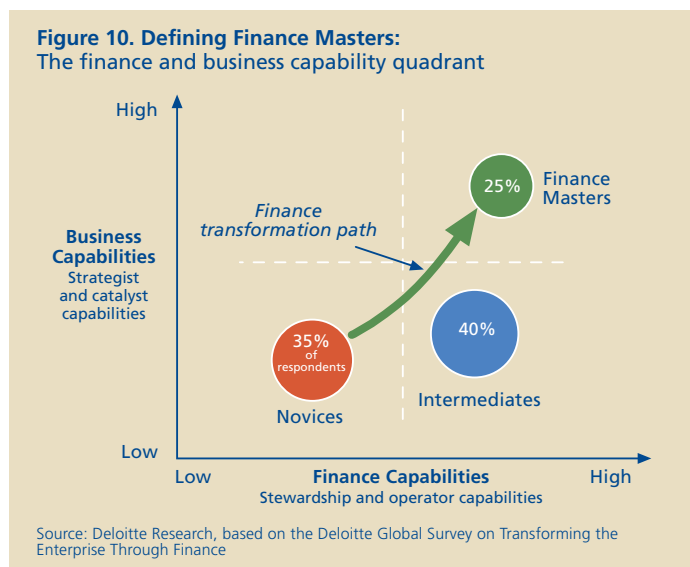 Figure 10. Defining Finance Masters:
The finance and business capability quadrant
High
25%
Finance
Masters
Finance
transformation path
Business
Capabilities
Strategist
and catalyst
capabilities
35%
of
respondents
40%
Novices
Intermediates
Low
Low
Finance Capabilities
High
Stewardship and operator capabilities
Source: Deloitte Research, based on the Deloitte Global Survey on Transforming the
Enterprise Through Finance